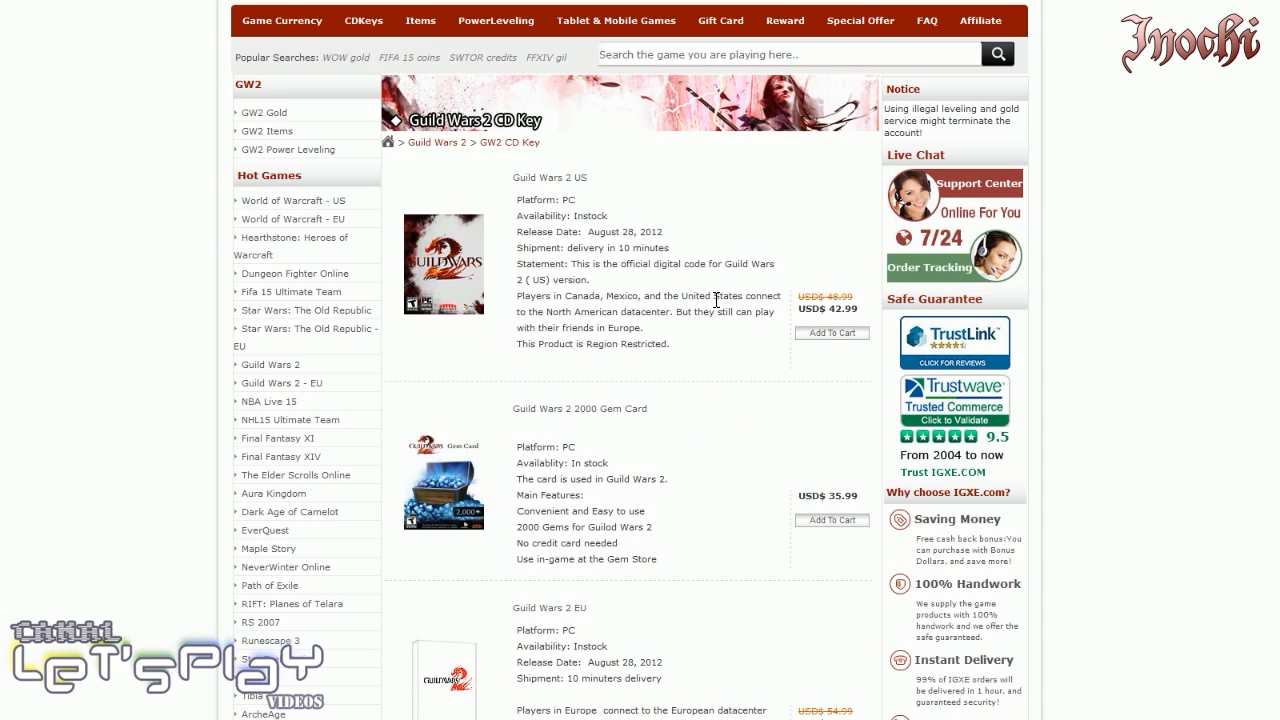 Game Currency CDKeys Items PowerLeveling Tablet & Mobile Games Gift Card Reward Special Offer FAQ Affiliate
Inochi
Popular Searches: WOW gold FIFA 15 coins SWTOR credits FFXIV gil
Search the game you are playing here..
GW2
GW2 Gold
GW2 Items
GW2 Power Leveling
Hot Games
World of Warcraft - US
World of Warcraft - EU
Hearthstone: Heroes of
Warcraft
Dungeon Fighter Online
Fifa 15 Ultimate Team
Star Wars: The Old Republic
Star Wars: The Old Republic -
EU
Guild Wars 2
Guild Wars 2 - EU
NBA Live 15
NHL15 Ultimate Team
Final Fantasy XI
Final Fantasy XIV
The Elder Scrolls Online
Aura Kingdom
Dark Age of Camelot
EverQuest
Maple Story
NeverWinter Online
Path of Exile
RIFT: Planes of Telara
RS 2007
Runescape 3
Tibia
ArcheAge
Guild Wars 2 CD Key
> Guild Wars 2 > GW2 CD Key
Guild Wars 2 US
GUILDWARS
Platform: PC
Availability: Instock
Release Date: August 28, 2012
Shipment: delivery in 10 minutes
Statement: This is the official digital code for Guild Wars
2 ( US) version.
Players in Canada, Mexico, and the United States connect
to the North American datacenter. But they still can play
with their friends in Europe.
This Product is Region Restricted.
USD$ 48.99
USD$ 42.99
Add To Cart
Guild Wars 2 2000 Gem Card
GUILDWARS Gem Card
2,000+
Platform: PC
Availablity: In stock
The card is used in Guild Wars 2.
Main Features:
Convenient and Easy to use
2000 Gems for Guilod Wars 2
No credit card needed
Use in-game at the Gem Store
USD$ 35.99
Add To Cart
Guild Wars 2 EU
GUILDWARS
Platform: PC
Availability: Instock
Release Date: August 28, 2012
Shipment: 10 minuters delivery
Players in Europe connect to the European datacenter
USD$ 54.99
Notice
Using illegal leveling and gold
service might terminate the
account!
Live Chat
Support Center
Online For You
7/24
Order Tracking
Safe Guarantee
TrustLink
CLICK FOR REVIEWS
Trustwave
Trusted Commerce
Click to Validate
9.5
From 2004 to now
Trust IGXE.COM
Why choose IGXE.com?
Saving Money
Free cash back bonus:You
can purchase with Bonus
Dollars, and save more!
100% Handwork
We supply the game
products with 100%
handwork and we offer the
safe guaranteed.
Instant Delivery
99% of IGXE orders will
be delivered in 1 hour, and
guaranteed security!
CANAL
LET'SPLAY
VIDEOS